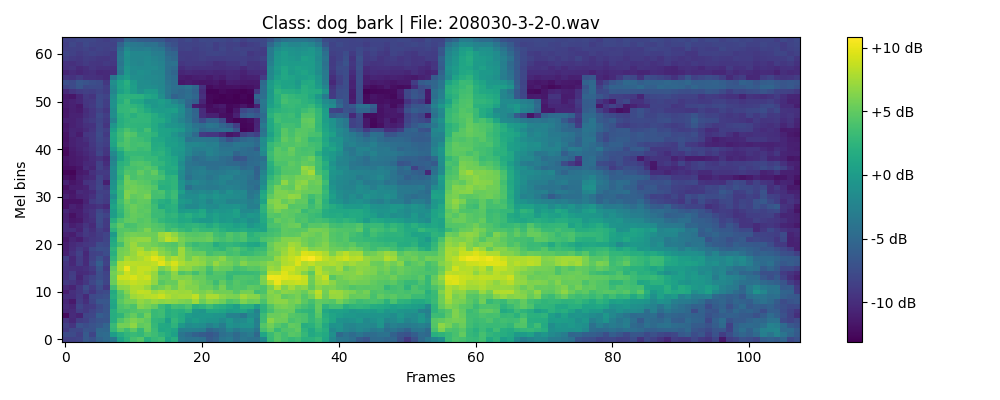 Class: dog_bark | File: 208030-3-2-0.wav
Mel bins
60
50
40
30
20
10
0
0 20 40 60 80 100
Frames
+10 dB
+5 dB
+0 dB
-5 dB
-10 dB